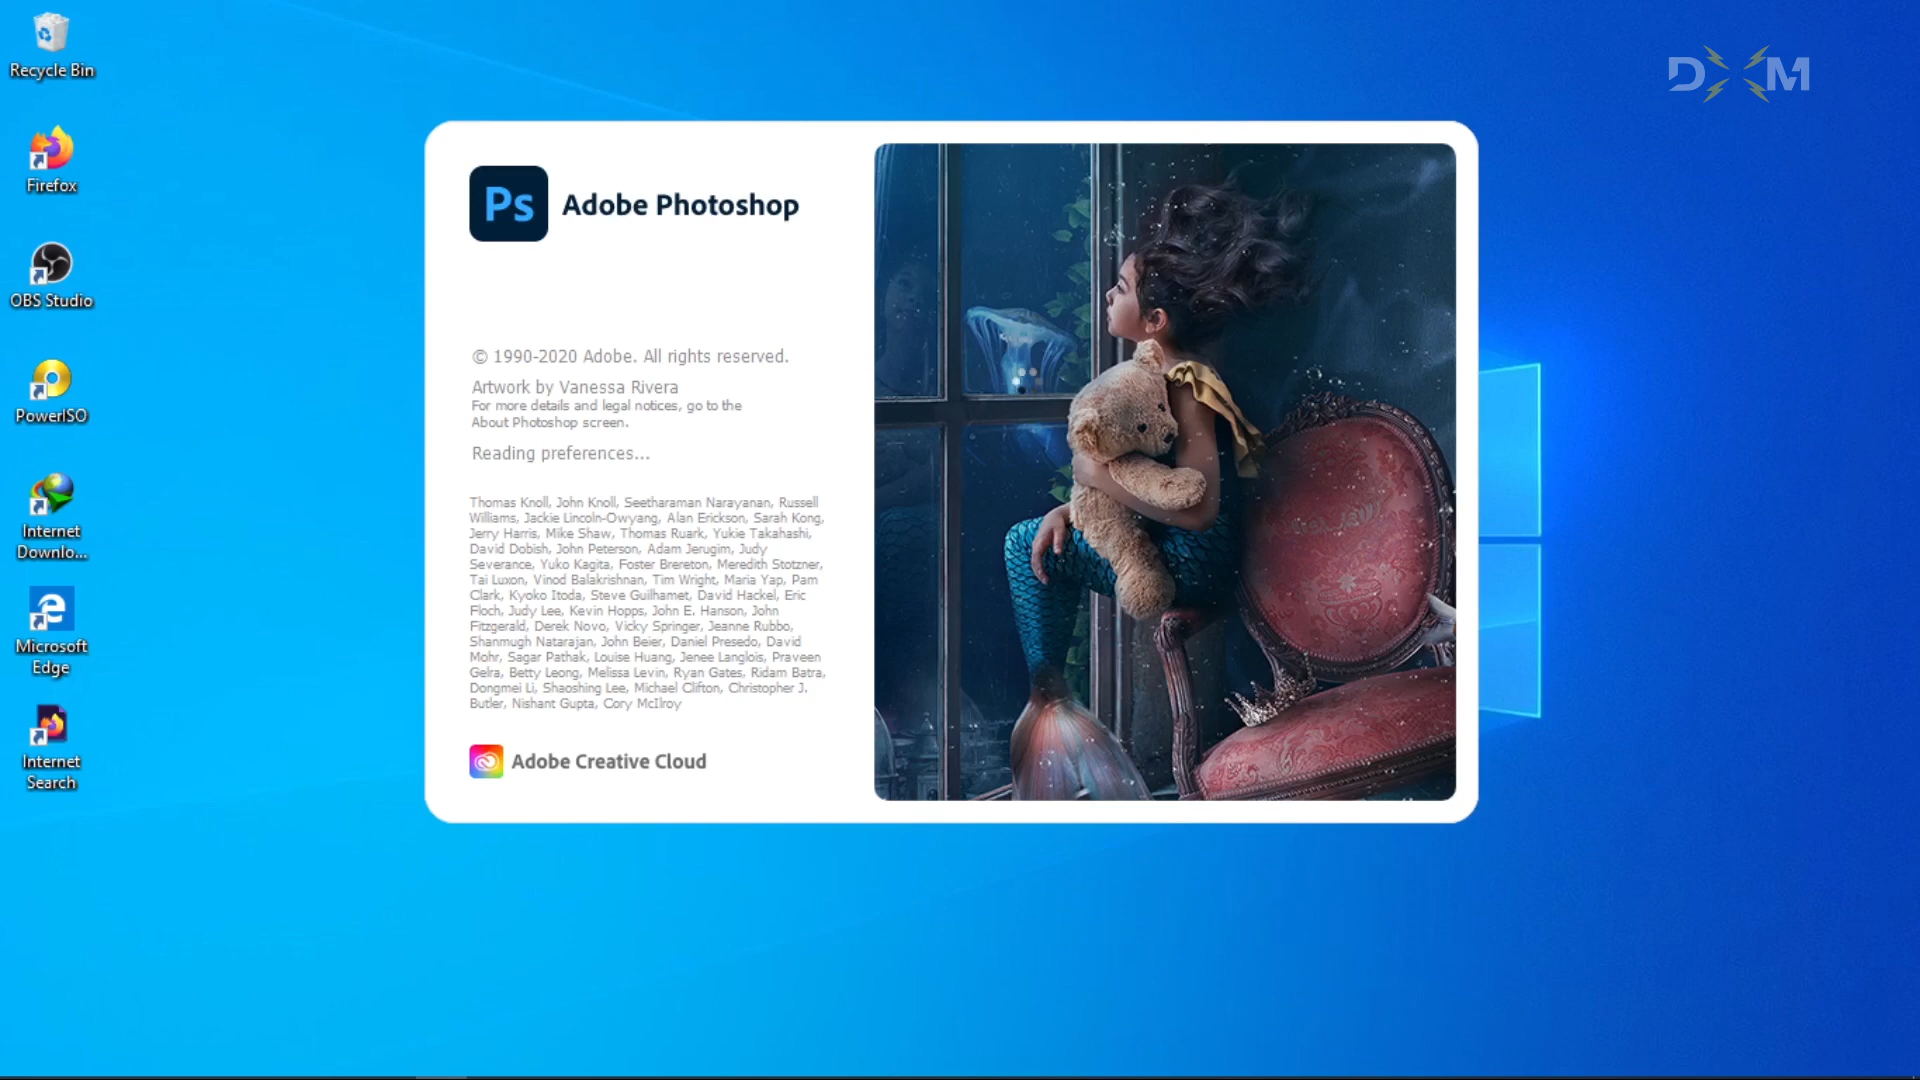 Recycle Bin
Firefox
OBS Studio
PowerISO
Internet
Downlo...
Microsoft
Edge
Internet
Search
Ps
Adobe Photoshop
© 1990-2020 Adobe. All rights reserved.
Artwork by Vanessa Rivera
For more details and legal notices, go to the
About Photoshop screen.
Reading preferences...
Thomas Knoll, John Knoll, Seetharaman Narayanan, Russell
Williams, Jackie Lincoln-Owyang, Alan Erickson, Sarah Kong,
Jerry Harris, Mike Shaw, Thomas Ruark, Yukie Takahashi,
David Dobish, John Peterson, Adam Jerugim, Judy
Severance, Yuko Kagita, Foster Brereton, Meredith Stotzner,
Tai Luxon, Vinod Balakrishnan, Tim Wright, Maria Yap, Pam
Clark, Kyoko Itoda, Steve Guilhamet, David Hackel, Eric
Floch, Judy Lee, Kevin Hopps, John E. Hanson, John
Fitzgerald, Derek Novo, Vicky Springer, Jeanne Rubbo,
Shanmugh Natarajan, John Beier, Daniel Presedo, David
Mohr, Sagar Pathak, Louise Huang, Jenee Langlois, Praveen
Gelra, Betty Leong, Melissa Levin, Ryan Gates, Ridam Batra,
Dongmei Li, Shaoshing Lee, Michael Clifton, Christopher J.
Butler, Nishant Gupta, Cory McIlroy
Adobe Creative Cloud
DXM